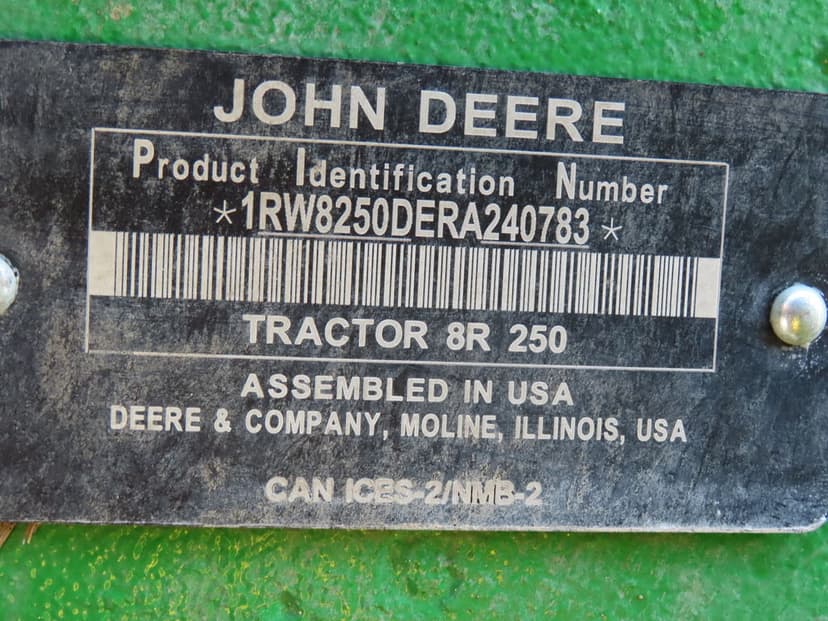 JOHN DEERE
Product Identification Number
*1RW8250DERA240783*
TRACTOR 8R 250
ASSEMBLED IN USA
DEERE & COMPANY, MOLINE, ILLINOIS, USA
CAN ICES-2/NMB-2